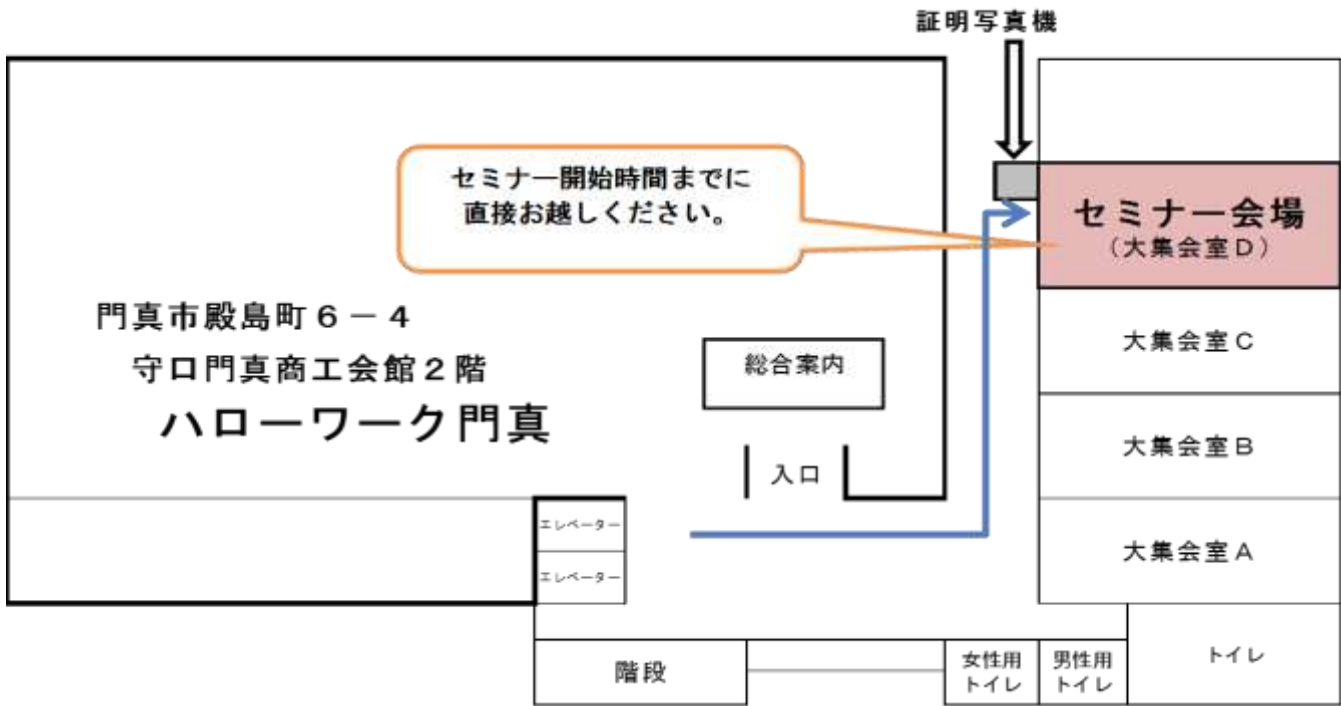 証明写真機
セミナー開始時間までに
直接お越しください。
セミナー会場
（大集会室Ｄ）
門真市殿島町６－４
守口門真商工会館２階
ハローワーク門真
総合案内
入口
大集会室Ｃ
大集会室Ｂ
大集会室Ａ
エレベーター
エレベーター
階段
女性用
トイレ
男性用
トイレ
トイレ